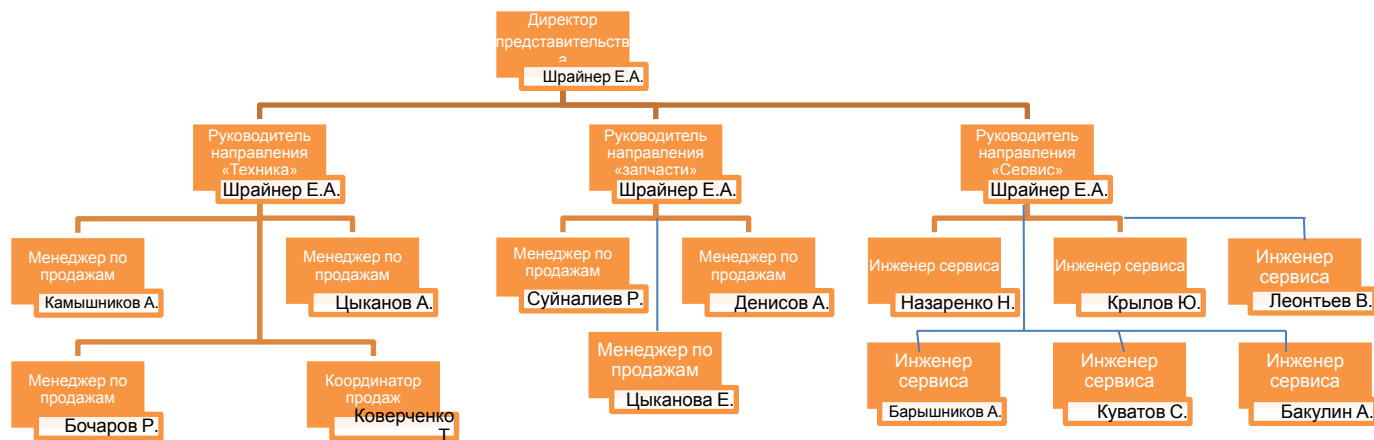 Директор
представительств
а
Шрайнер Е.А.
Руководитель
направления
«Техника»
Шрайнер Е.А.
Руководитель
направления
«запчасти»
Шрайнер Е.А.
Руководитель
направления
«Сервис»
Шрайнер Е.А.
Менеджер по
продажам
Камышников А.
Менеджер по
продажам
Цыканов А.
Менеджер по
продажам
Суйналиев Р.
Менеджер по
продажам
Денисов А.
Инженер сервиса
Назаренко Н.
Инженер сервиса
Крылов Ю.
Инженер
сервиса
Леонтьев В.
Менеджер по
продажам
Бочаров Р.
Координатор
продаж
Коверченко
Т
Менеджер по
продажам
Цыканова Е.
Инженер
сервиса
Барышников А.
Инженер
сервиса
Куватов С.
Инженер
сервиса
Бакулин А.